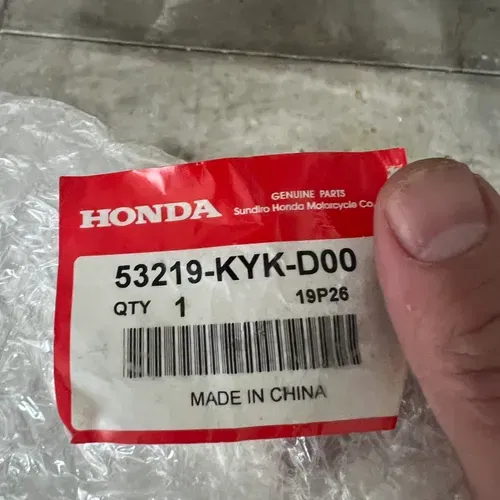 HONDA
GENUINE PARTS
Sundiro Honda Motorcycle Co.
53219-KYK-D00
QTY 1 19P26
MADE IN CHINA